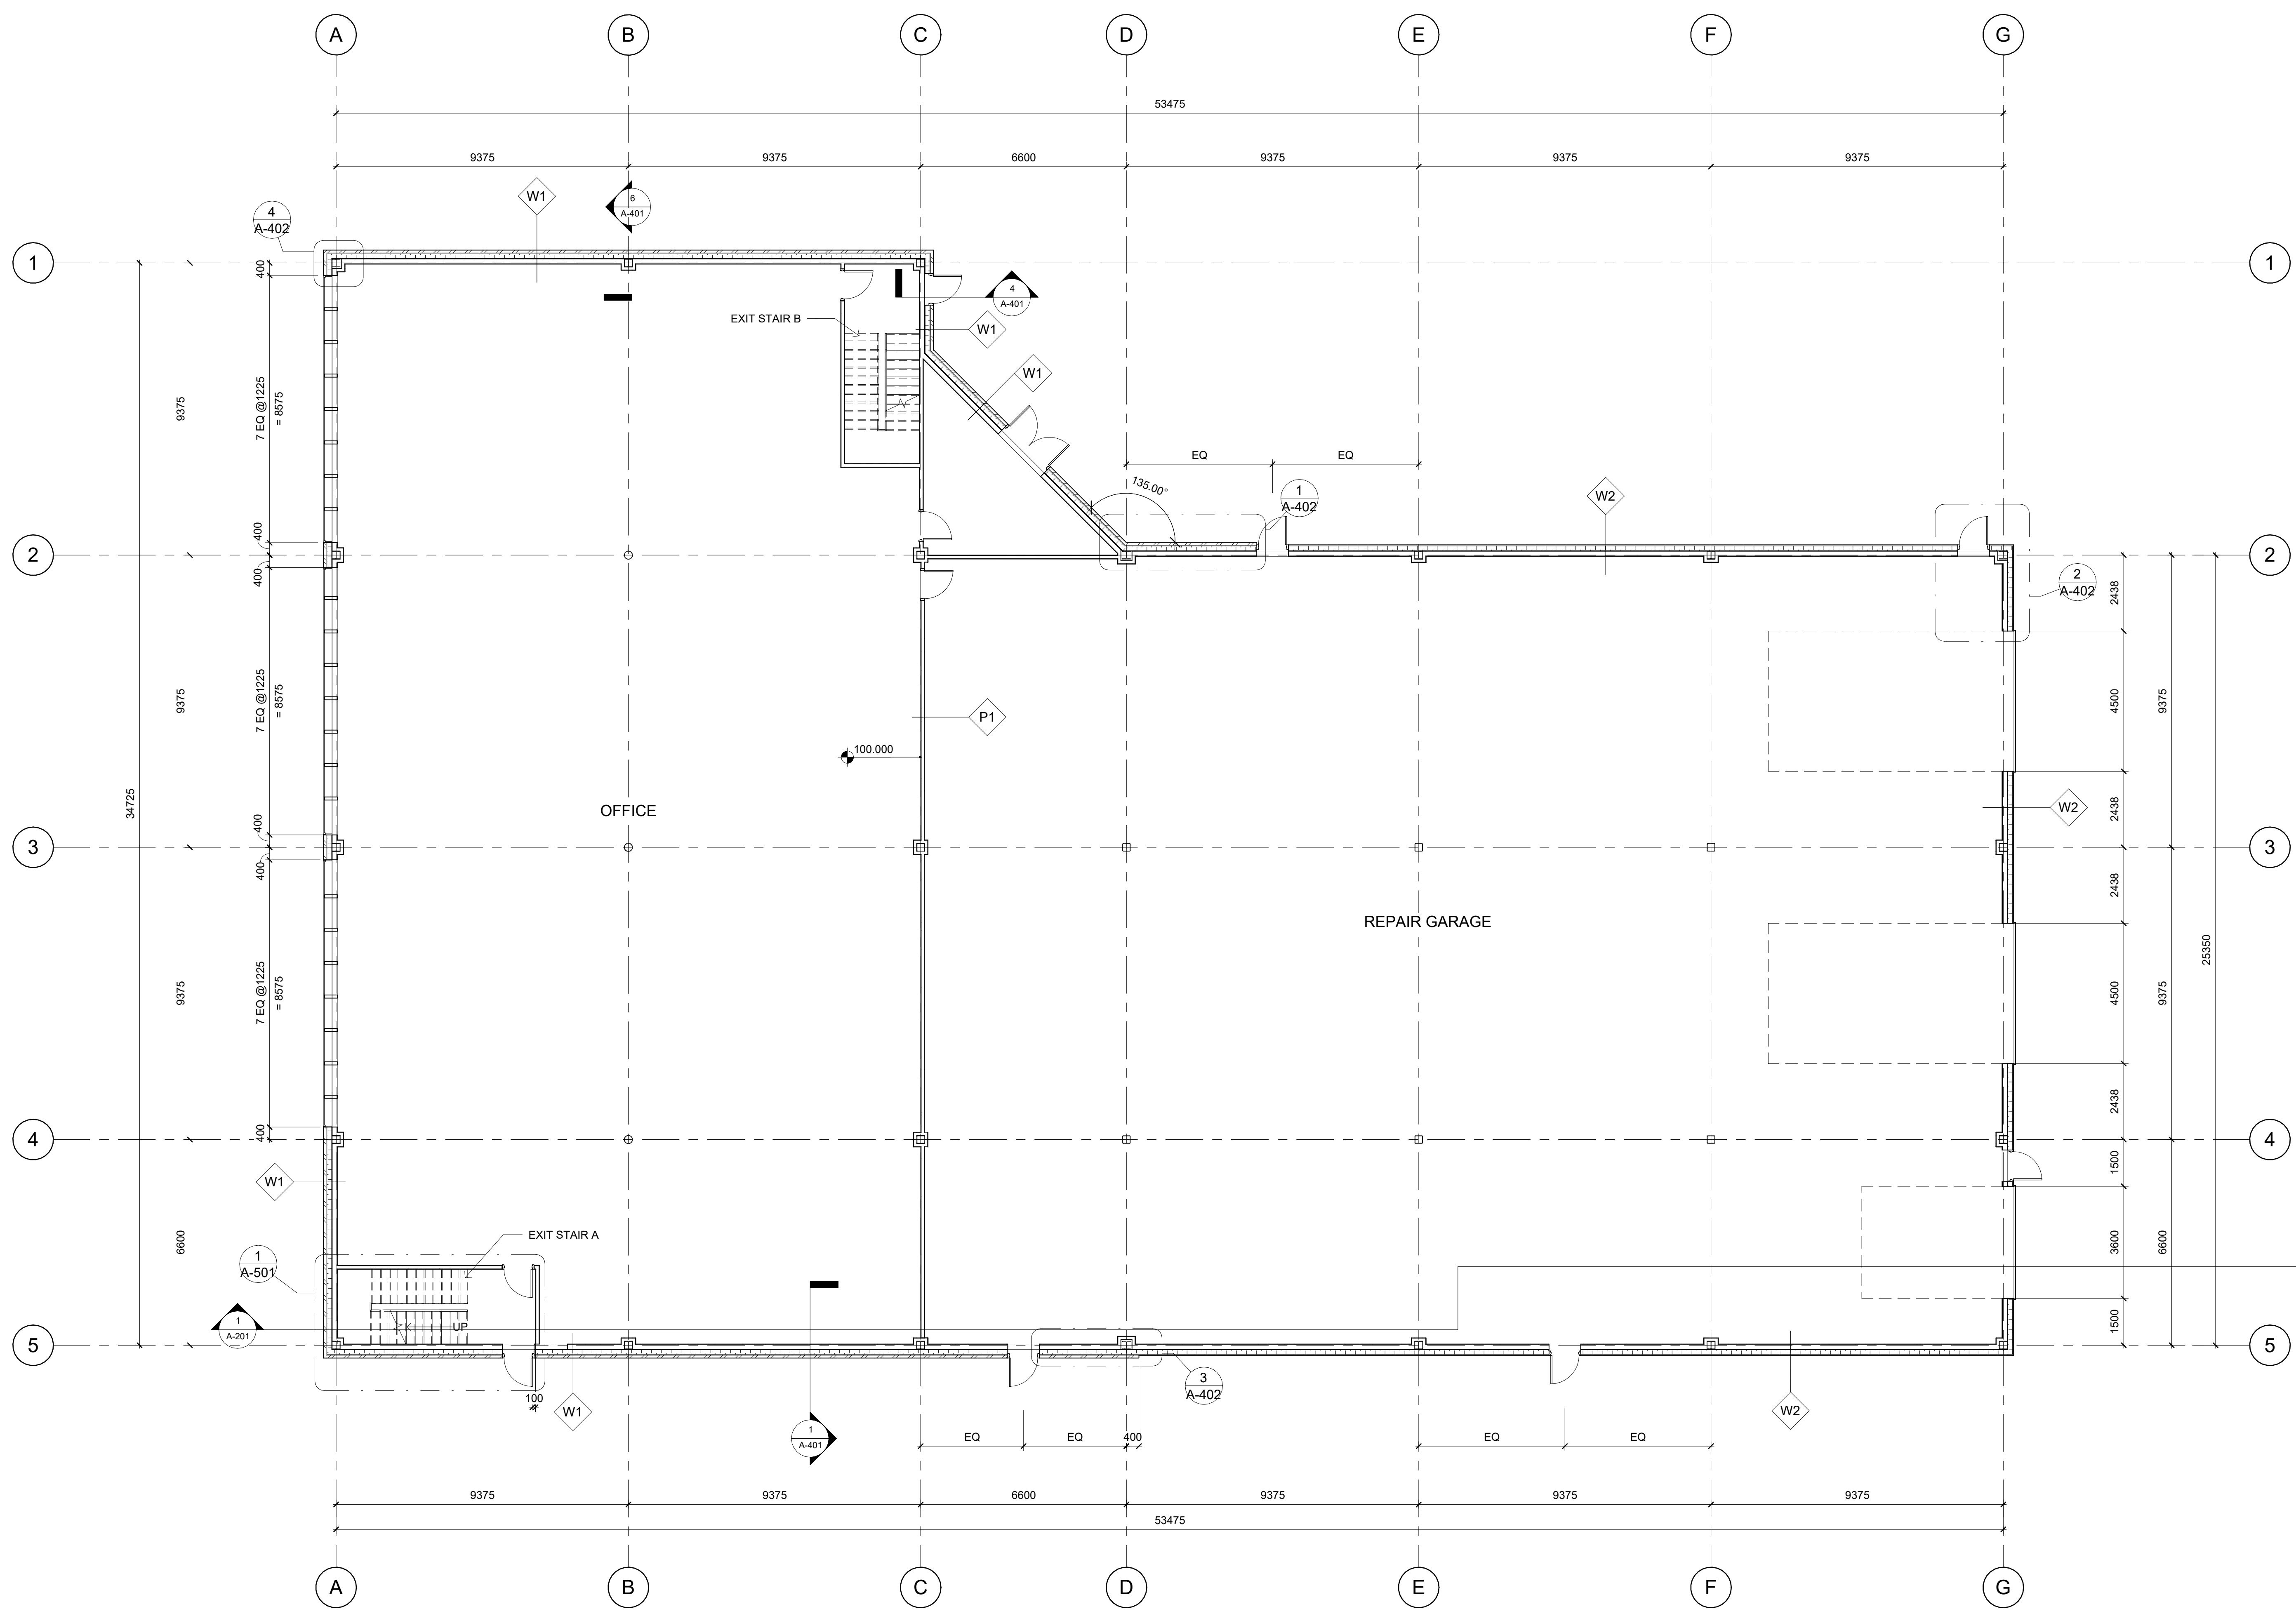 A B C D E F G
53475
9375 9375 6600 9375 9375 9375
W1
6
A-401
4
A-402
1
1
400
4
A-401
EXIT STAIR B
W1
W1
9375
7 EQ @1225
= 8575
EQ EQ
135.00°
1
A-402
W2
400
2
2
400
2
A-402
2438
9375
7 EQ @1225
= 8575
4500
9375
P1
100.000
34725
OFFICE
2438
W2
400
3
3
400
2438
REPAIR GARAGE
25350
9375
7 EQ @1225
= 8575
4500
9375
2438
400
4
4
1500
W1
6600
EXIT STAIR A
3600
6600
1
A-501
1
A-201
UP
1500
5
5
3
A-402
100
W1
W2
1
A-401
EQ EQ 400
EQ EQ
9375 9375 6600 9375 9375 9375
53475
A B C D E F G